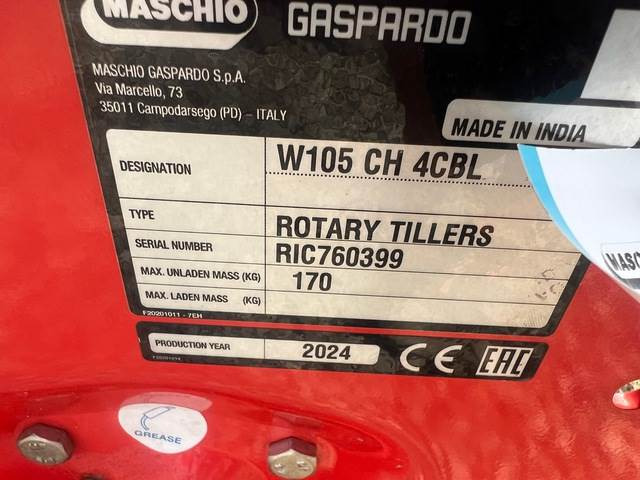 MASCHIO GASPARDO
MASCHIO GASPARDO S.p.A.
Via Marcello, 73
35011 Campodarsego (PD) – ITALY
MADE IN INDIA
DESIGNATION W105 CH 4CBL
TYPE ROTARY TILLERS
SERIAL NUMBER RIC760399
MAX. UNLADEN MASS (KG) 170
MAX. LADEN MASS (KG)
F20201011 - 7EH
PRODUCTION YEAR 2024 CE EAC
GREASE